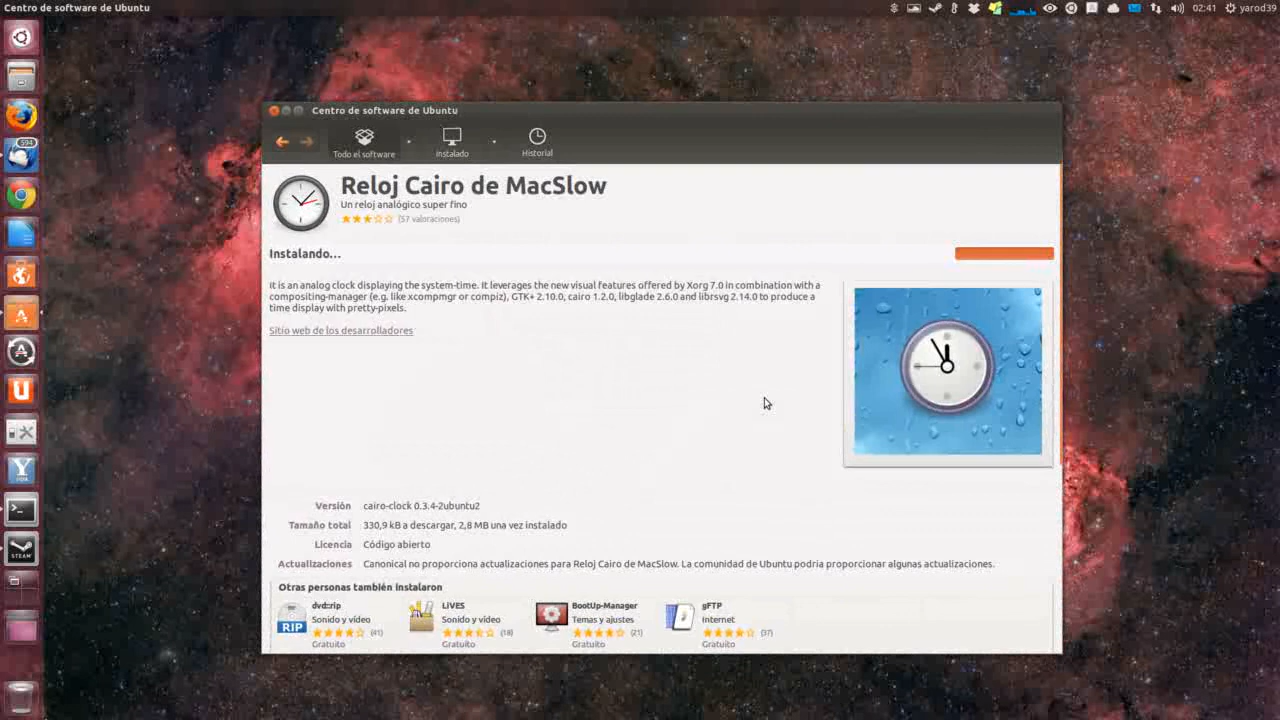 Centro de software de Ubuntu
02:41
yarod39
594
Centro de software de Ubuntu
Todo el software
Instalado
Historial
Reloj Cairo de MacSlow
Un reloj analógico super fino
(57 valoraciones)
Instalando...
It is an analog clock displaying the system-time. It leverages the new visual features offered by Xorg 7.0 in combination with a
compositing-manager (e.g. like xcompmgr or compiz), GTK+ 2.10.0, cairo 1.2.0, libglade 2.6.0 and librsvg 2.14.0 to produce a
time display with pretty-pixels.
Sitio web de los desarrolladores
Versión cairo-clock 0.3.4-2ubuntu2
Tamaño total 330,9 kB a descargar, 2,8 MB una vez instalado
Licencia Código abierto
Actualizaciones Canonical no proporciona actualizaciones para Reloj Cairo de MacSlow. La comunidad de Ubuntu podría proporcionar algunas actualizaciones.
Otras personas también instalaron
dvd::rip
Sonido y vídeo
(41)
Gratuito
RIP
LiVES
Sonido y vídeo
(18)
Gratuito
BootUp-Manager
Temas y ajustes
(21)
Gratuito
gFTP
Internet
(37)
Gratuito
STEAM